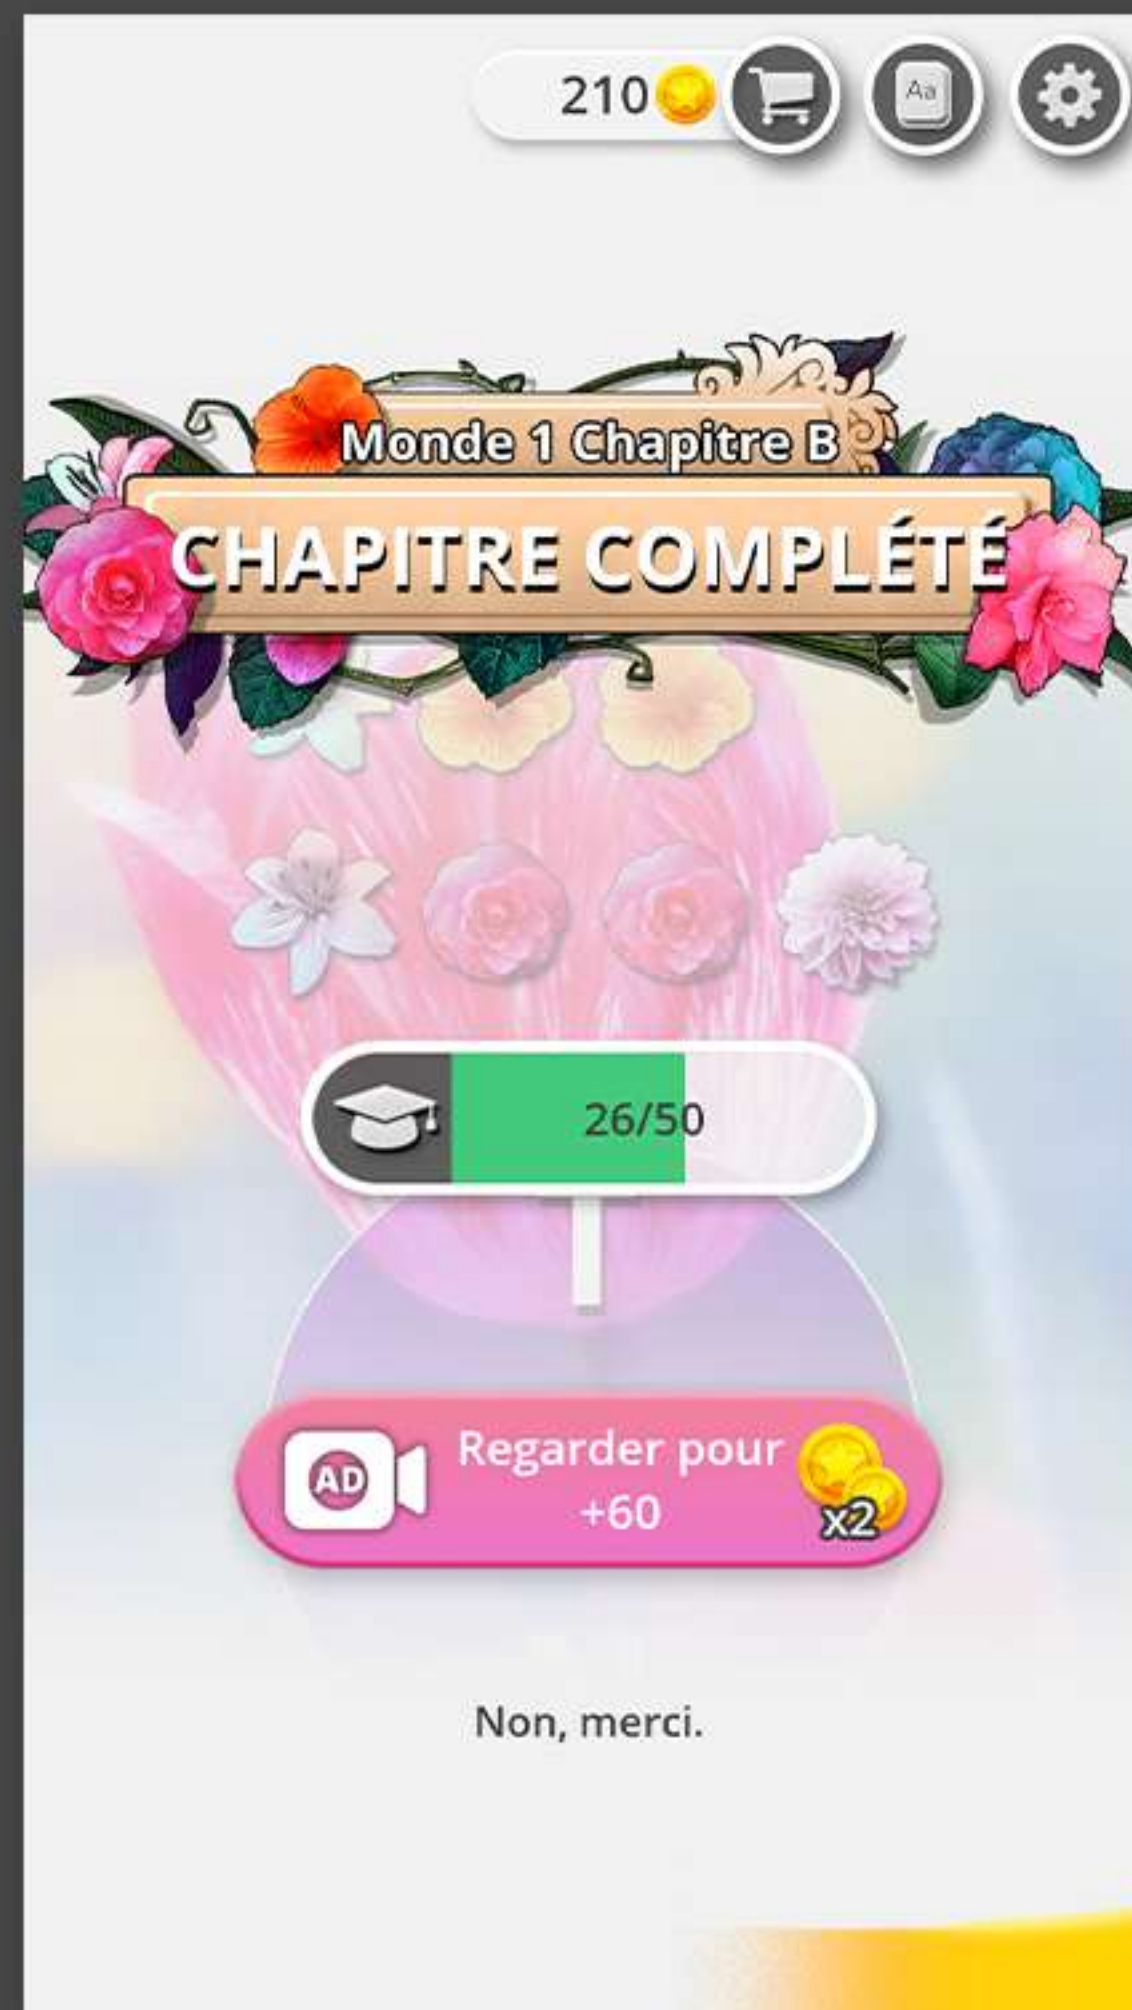 210
Aa
Monde 1 Chapitre B
CHAPITRE COMPLÉTÉ
26/50
AD
Regarder pour
+60
x2
Non, merci.